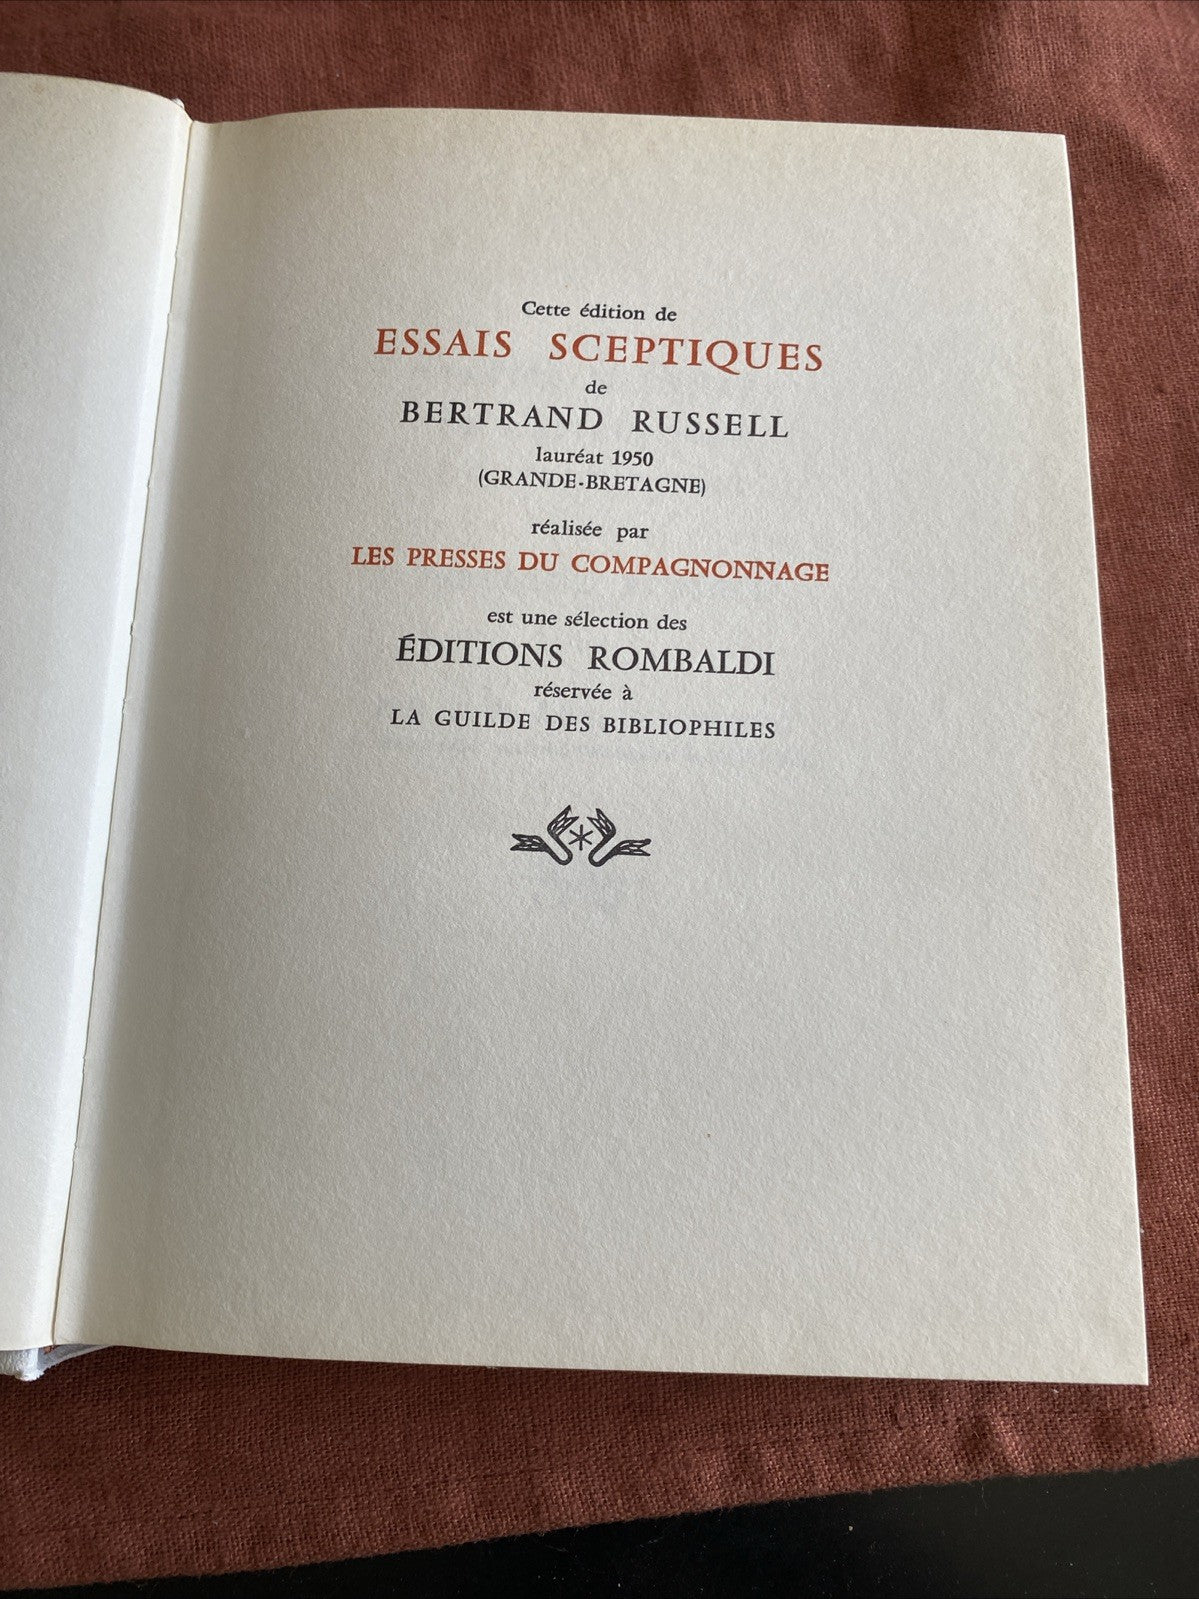 Cette édition de
ESSAIS SCEPTIQUES
de
BERTRAND RUSSELL
lauréat 1950
(GRANDE-BRETAGNE)
réalisée par
LES PRESSES DU COMPAGNONNAGE
est une sélection des
ÉDITIONS ROMBALDI
réservée à
LA GUILDE DES BIBLIOPHILES